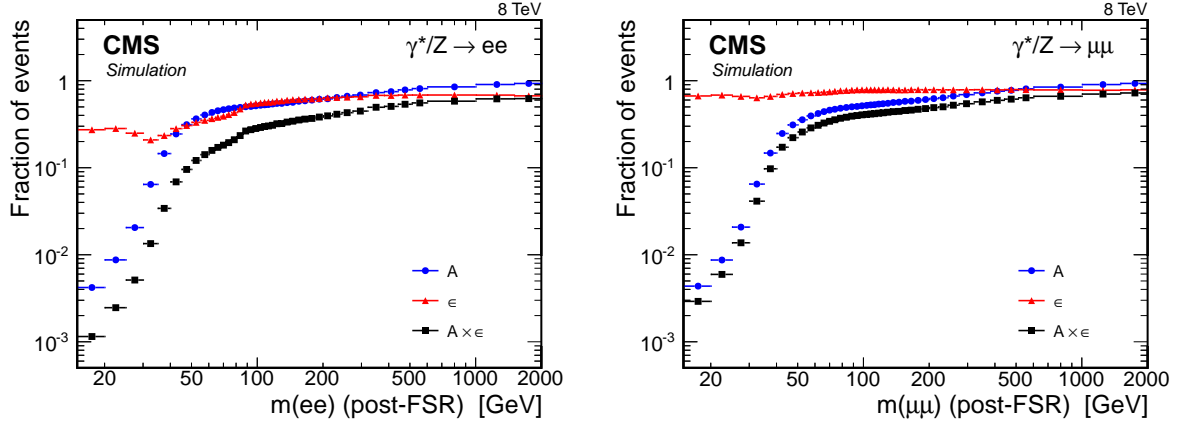 8 TeV
CMS
Simulation
γ*/Z → ee
Fraction of events
1
10⁻¹
10⁻²
10⁻³
A
ϵ
A × ϵ
20 50 100 200 500 1000 2000
m(ee) (post-FSR) [GeV]
8 TeV
CMS
Simulation
γ*/Z → μμ
Fraction of events
1
10⁻¹
10⁻²
10⁻³
A
ϵ
A × ϵ
20 50 100 200 500 1000 2000
m(μμ) (post-FSR) [GeV]